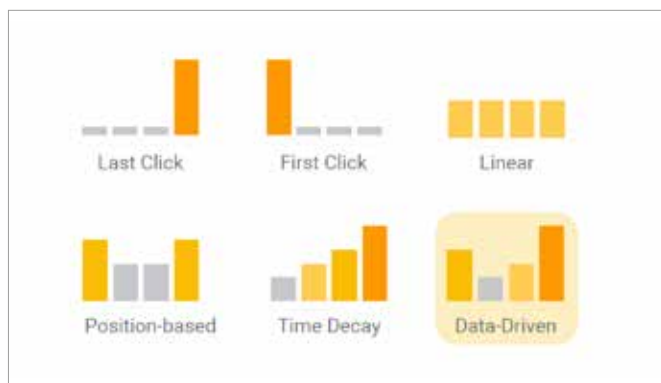 Last Click
First Click
Linear
Position-based
Time Decay
Data-Driven